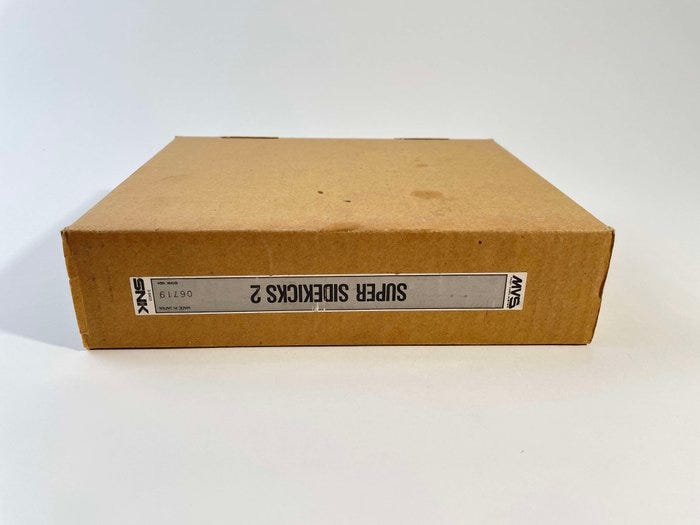 MVS
SUPER SIDEKICKS 2
MADE IN JAPAN
06719
SNK